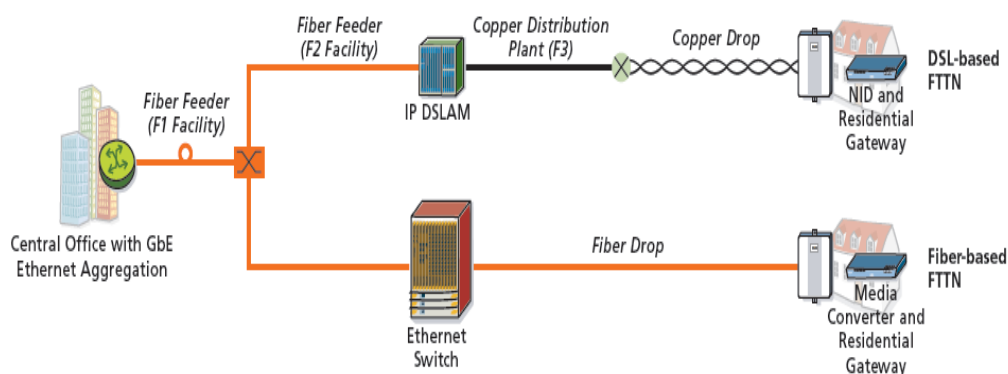 Fiber Feeder
(F2 Facility)
Copper Distribution
Plant (F3)
Copper Drop
DSL-based
FTTN
Fiber Feeder
(F1 Facility)
IP DSLAM
NID and
Residential
Gateway
Central Office with GbE
Ethernet Aggregation
Fiber Drop
Fiber-based
FTTN
Ethernet
Switch
Media
Converter and
Residential
Gateway